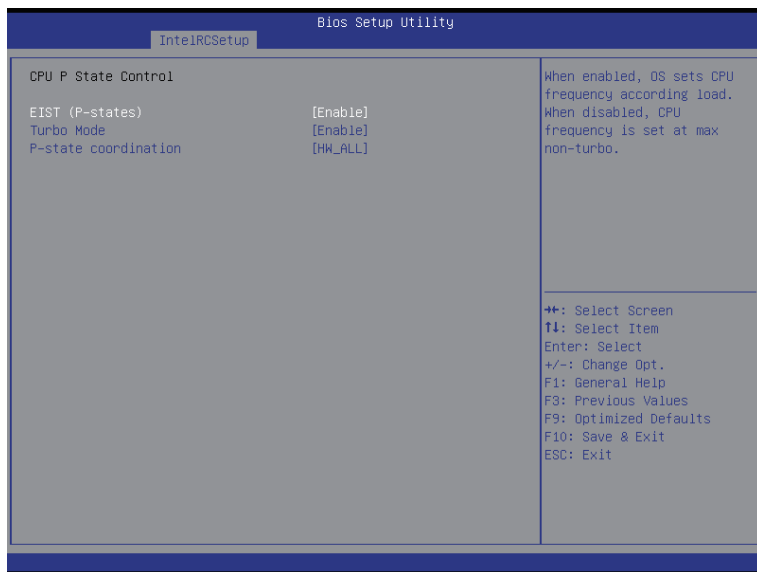 Bios Setup Utility
IntelRCSetup
CPU P State Control
EIST (P-states) [Enable]
Turbo Mode [Enable]
P-state coordination [HW_ALL]
When enabled, OS sets CPU
frequency according load.
When disabled, CPU
frequency is set at max
non-turbo.
→←: Select Screen
↑↓: Select Item
Enter: Select
+/-: Change Opt.
F1: General Help
F3: Previous Values
F9: Optimized Defaults
F10: Save & Exit
ESC: Exit